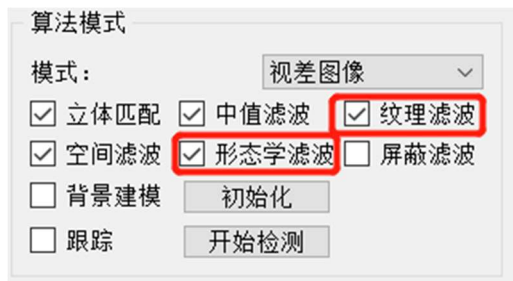 算法模式
模式： 视差图像
立体匹配 中值滤波 纹理滤波
空间滤波 形态学滤波 屏蔽滤波
背景建模 初始化
跟踪 开始检测